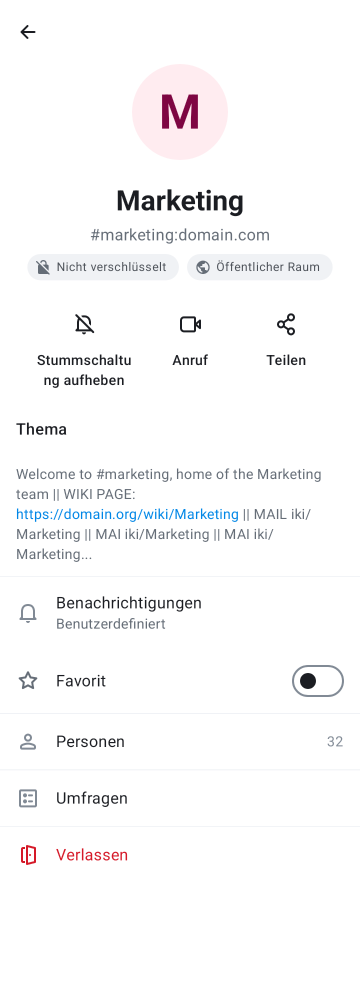 M
Marketing
#marketing:domain.com
Nicht verschlüsselt
Öffentlicher Raum
Stummschaltu
ng aufheben
Anruf
Teilen
Thema
Welcome to #marketing, home of the Marketing
team || WIKI PAGE:
https://domain.org/wiki/Marketing || MAIL iki/
Marketing || MAI iki/Marketing || MAI iki/
Marketing...
Benachrichtigungen
Benutzerdefiniert
Favorit
Personen 32
Umfragen
Verlassen